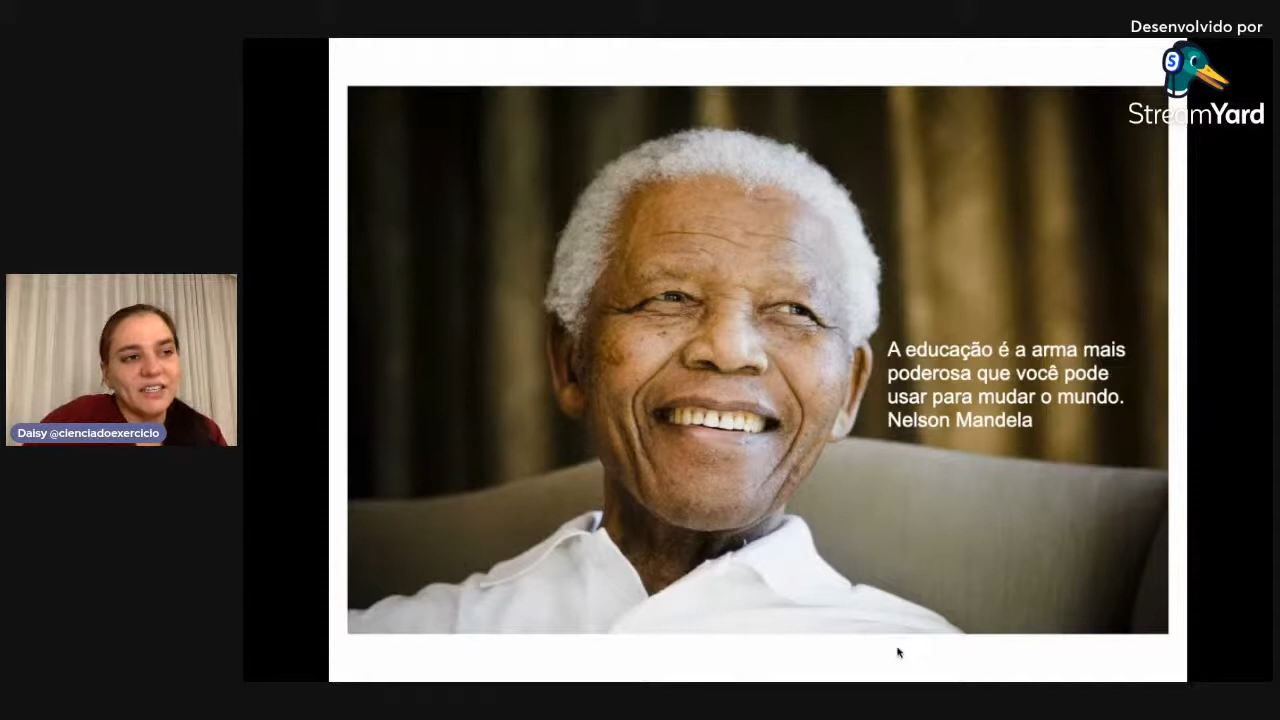 Desenvolvido por
S
StreamYard
A educação é a arma mais
poderosa que você pode
usar para mudar o mundo.
Nelson Mandela
Daisy @cienciadoexercicio